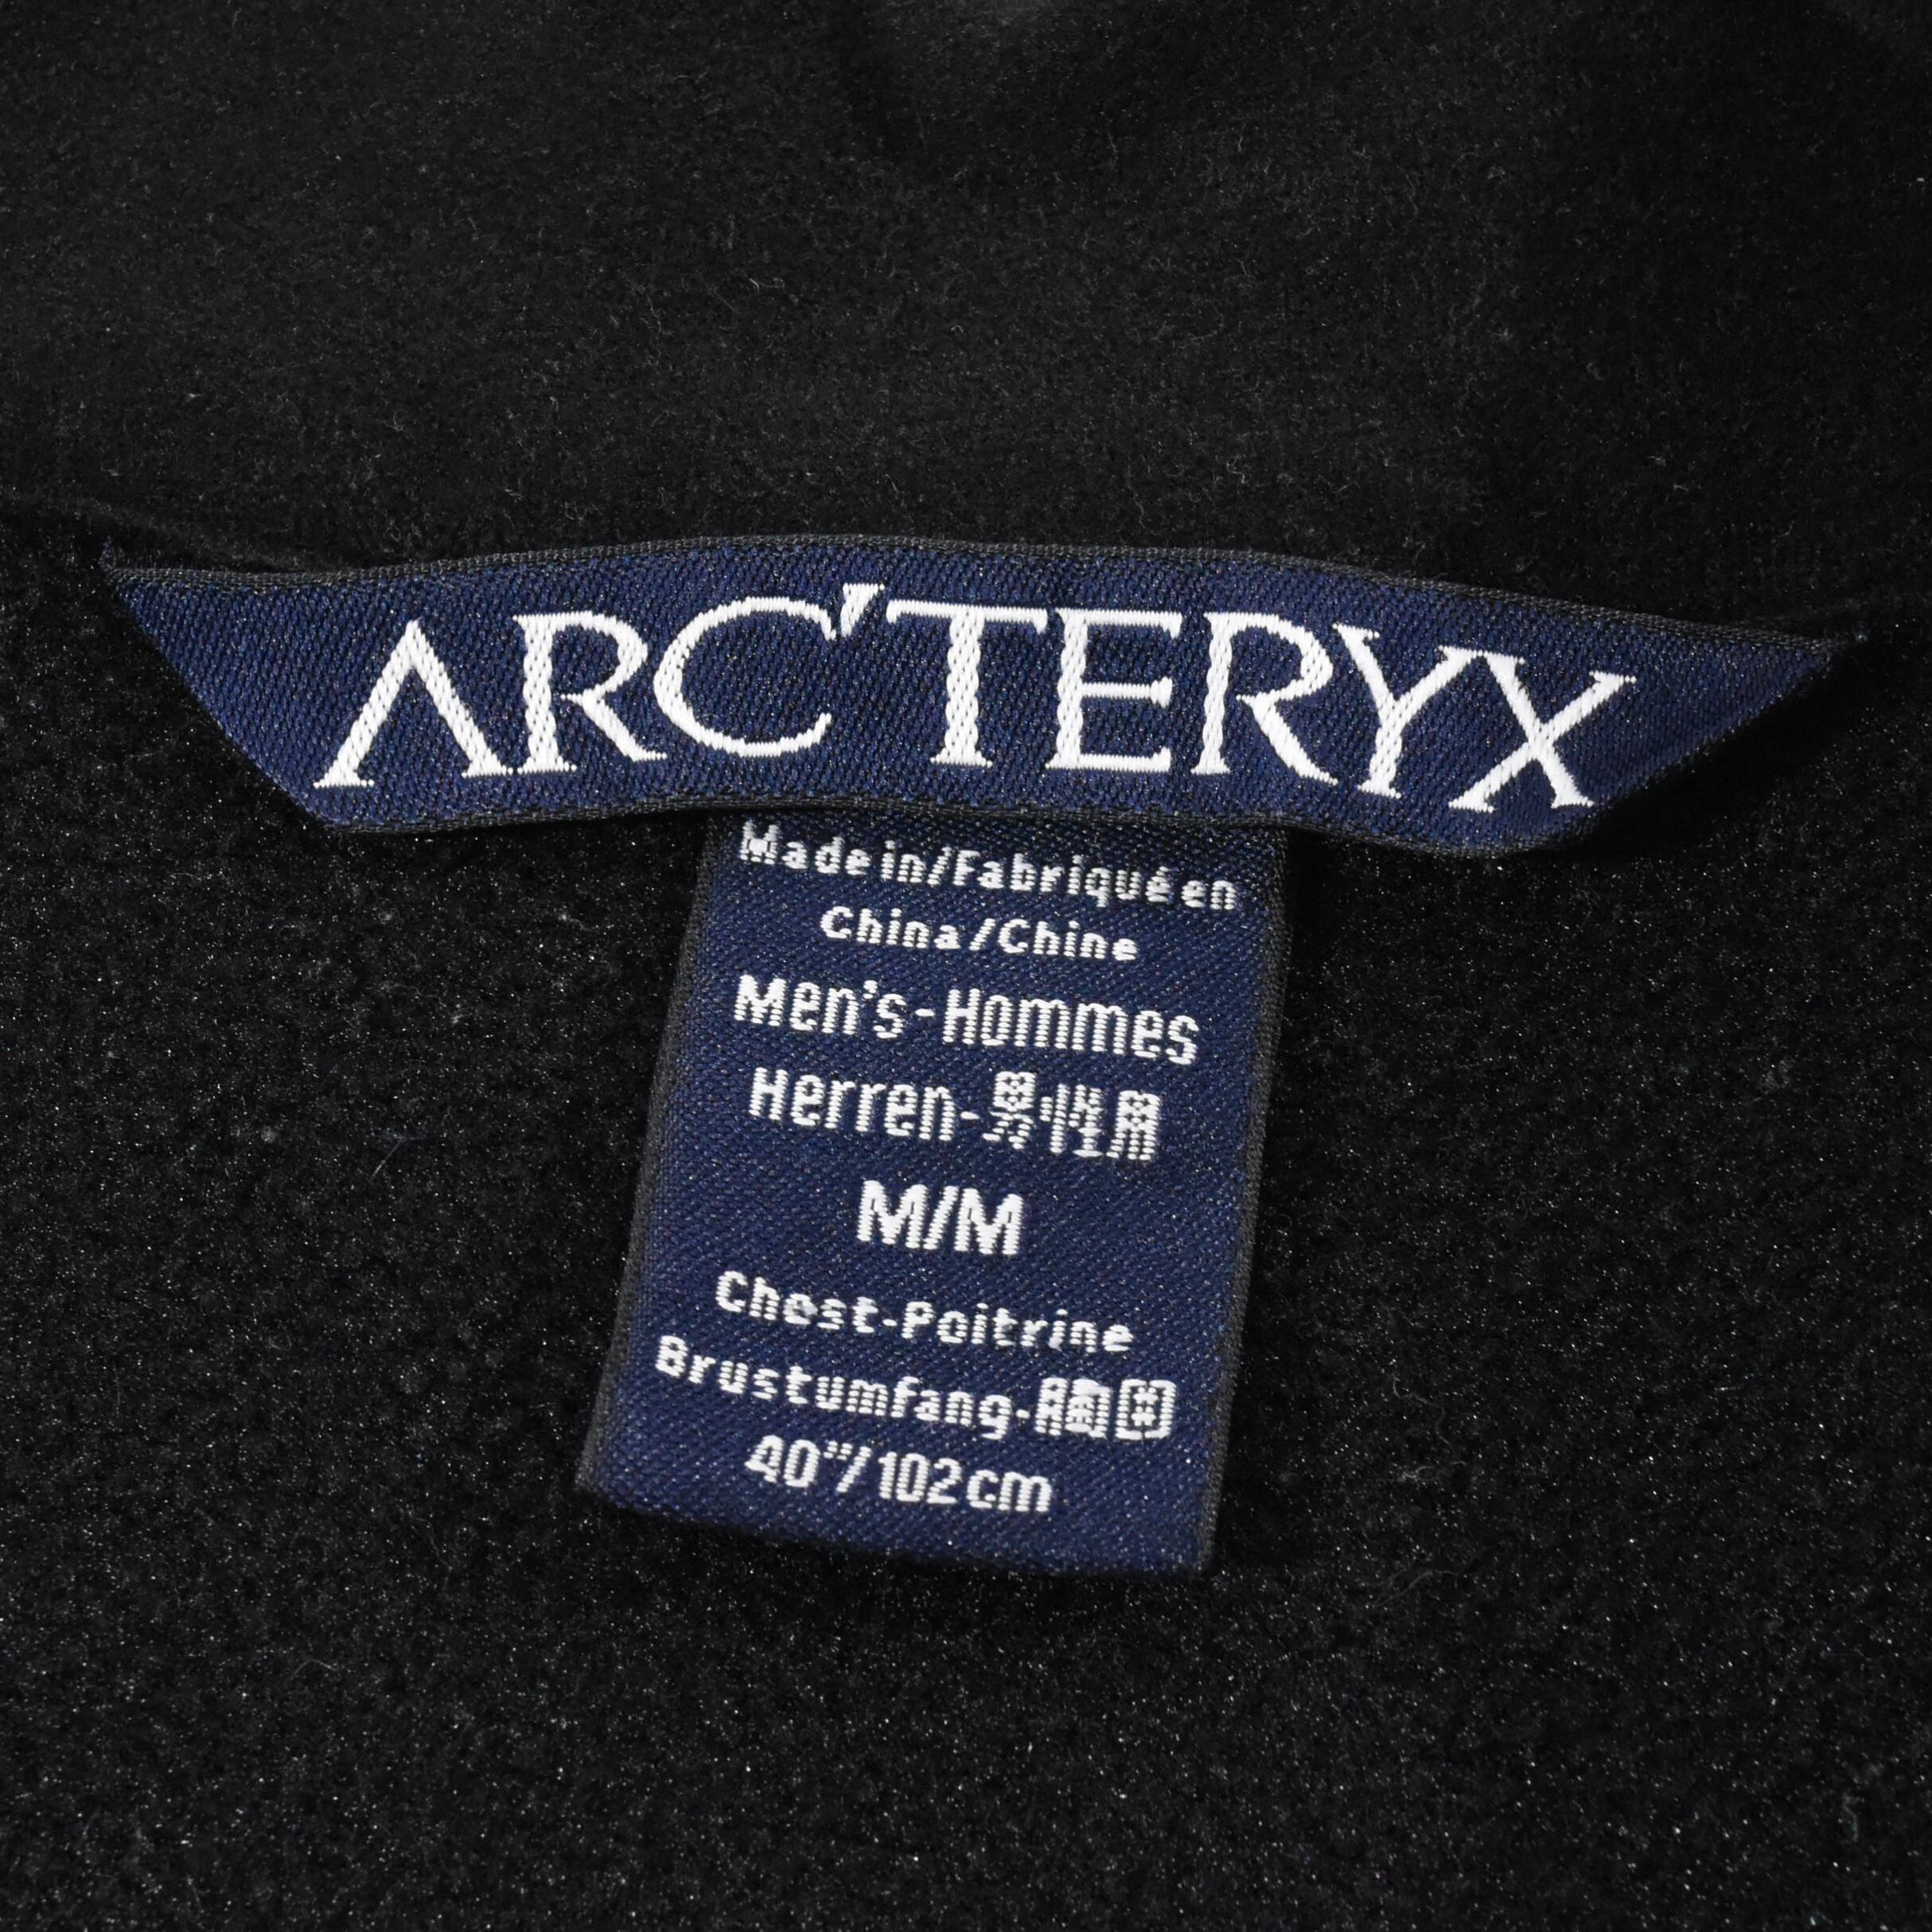 ARC'TERYX
Made in/Fabriqué en
China/Chine
Men's-Hommes
Herren-男性用
M/M
Chest-Poitrine
Brustumfang-胸囲
40"/102cm